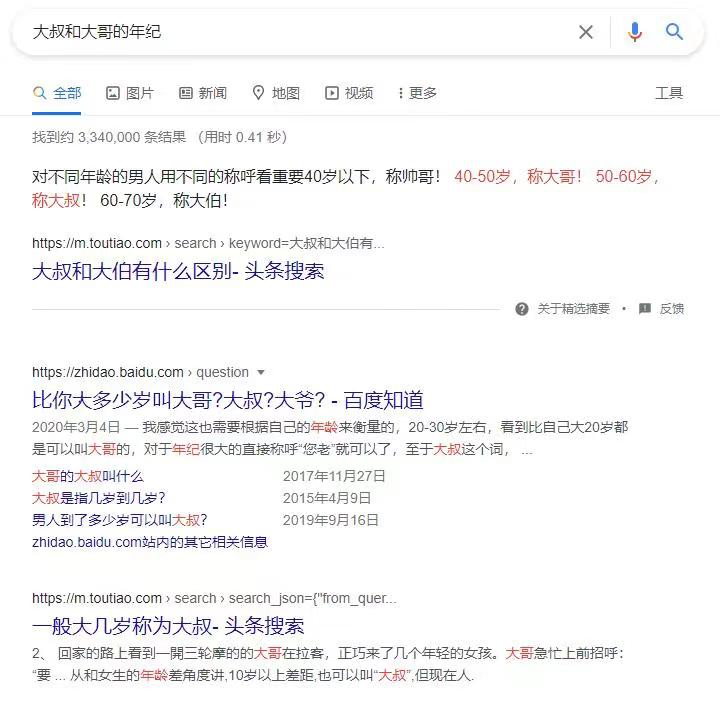 大叔和大哥的年纪
全部 图片 新闻 地图 视频 更多 工具
找到约 3,340,000 条结果 （用时 0.41 秒）
对不同年龄的男人用不同的称呼看重要40岁以下，称帅哥！ 40-50岁，称大哥！ 50-60岁，
称大叔！ 60-70岁，称大伯！
https://m.toutiao.com › search › keyword=大叔和大伯有...
大叔和大伯有什么区别- 头条搜索
关于精选摘要 • 反馈
https://zhidao.baidu.com › question
比你大多少岁叫大哥?大叔?大爷? - 百度知道
2020年3月4日 — 我感觉这也需要根据自己的年龄来衡量的，20-30岁左右，看到比自己大20岁都
是可以叫大哥的，对于年纪很大的直接称呼“您老”就可以了，至于大叔这个词， ...
大哥的大叔叫什么 2017年11月27日
大叔是指几岁到几岁? 2015年4月9日
男人到了多少岁可以叫大叔? 2019年9月16日
zhidao.baidu.com站内的其它相关信息
https://m.toutiao.com › search › search_json={"from_quer...
一般大几岁称为大叔- 头条搜索
2、 回家的路上看到一開三轮摩的的大哥在拉客，正巧来了几个年轻的女孩。大哥急忙上前招呼：
“要 ... 从和女生的年龄差角度讲,10岁以上差距,也可以叫“大叔”,但现在人.